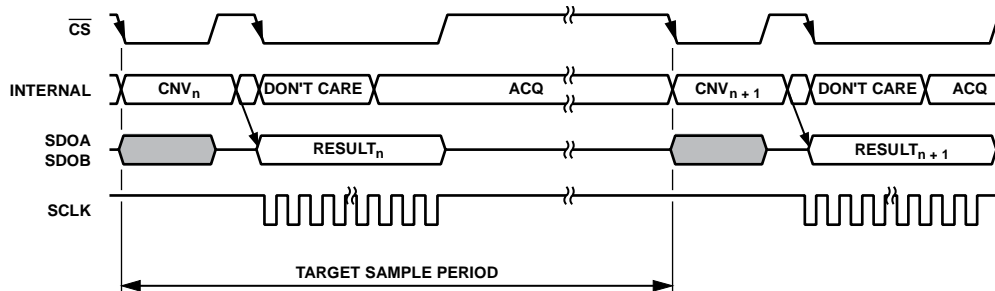 CS
INTERNAL CNVn DON'T CARE ACQ CNVn + 1 DON'T CARE ACQ
SDOA
SDOB
RESULTn RESULTn + 1
SCLK
TARGET SAMPLE PERIOD